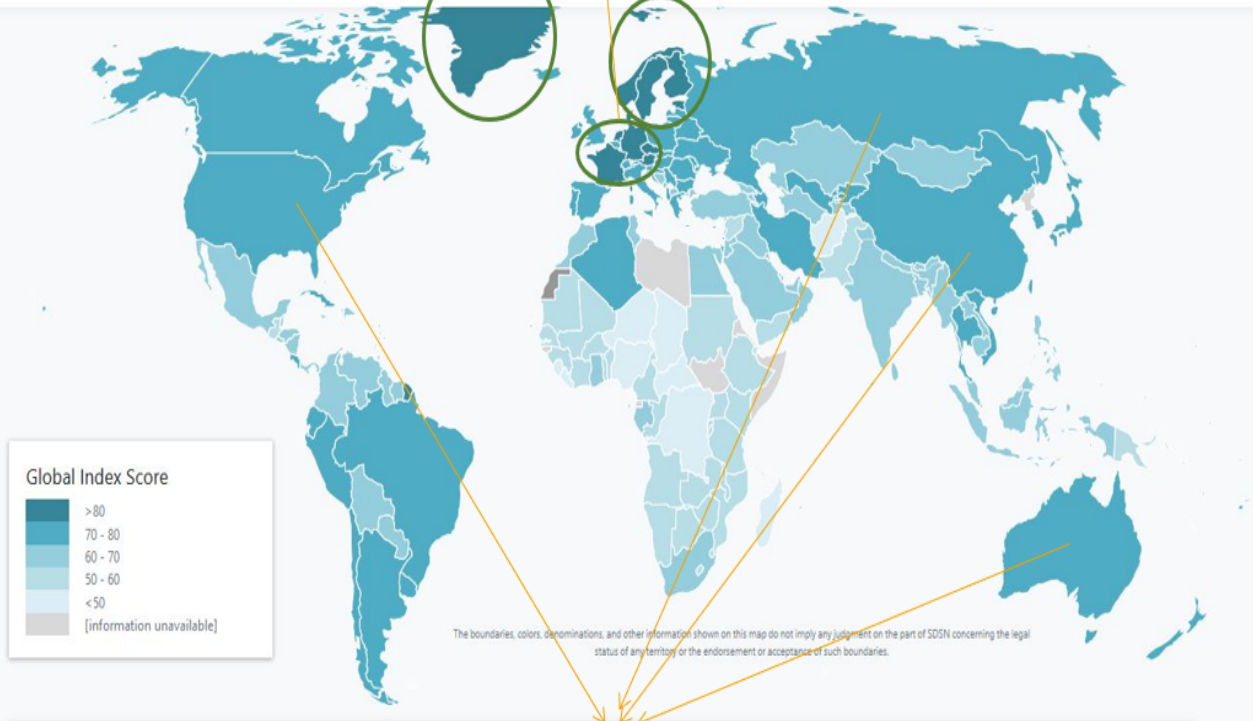 Global Index Score
>80
70 - 80
60 - 70
50 - 60
<50
[information unavailable]
The boundaries, colors, denominations, and other information shown on this map do not imply any judgment on the part of SDSN concerning the legal
status of any territory or the endorsement or acceptance of such boundaries.